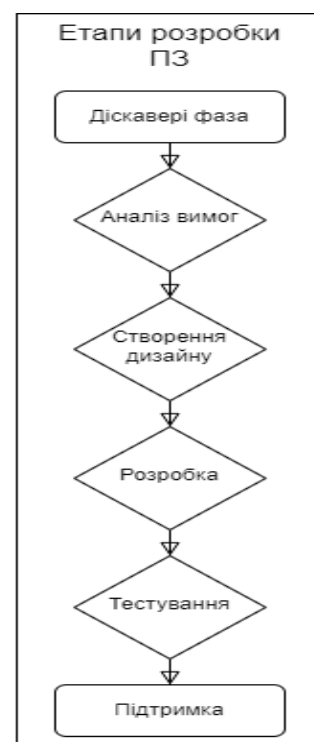 Етапи розробки
ПЗ
Діскавері фаза
Аналіз вимог
Створення
дизайну
Розробка
Тестування
Підтримка